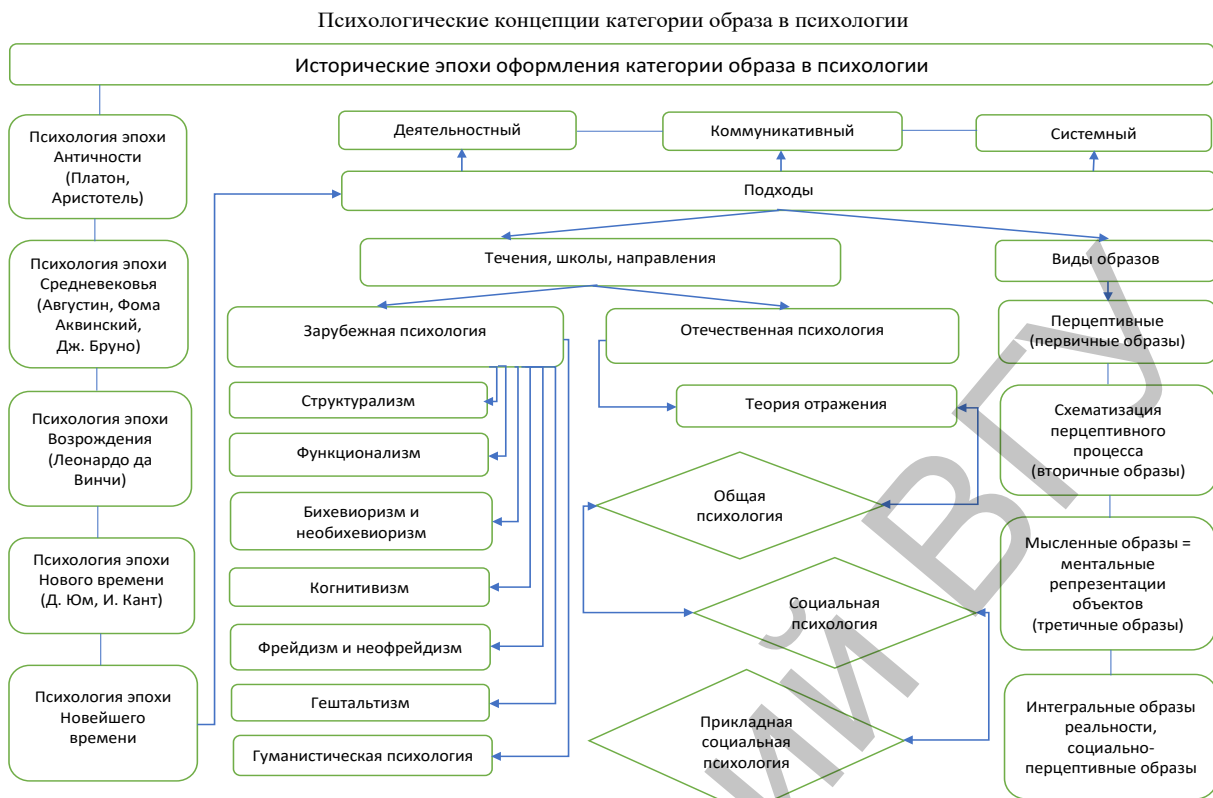 Психологические концепции категории образа в психологии
Исторические эпохи оформления категории образа в психологии
Психология эпохи
Античности
(Платон,
Аристотель)
Психология эпохи
Средневековья
(Августин, Фома
Аквинский,
Дж. Бруно)
Психология эпохи
Возрождения
(Леонардо да
Винчи)
Психология эпохи
Нового времени
(Д. Юм, И. Кант)
Психология эпохи
Новейшего
времени
Деятельностный
Коммуникативный
Системный
Подходы
Течения, школы, направления
Виды образов
Зарубежная психология
Отечественная психология
Структурализм
Функционализм
Бихевиоризм и
необихевиоризм
Когнитивизм
Фрейдизм и неофрейдизм
Гештальтизм
Гуманистическая психология
Теория отражения
Общая
психология
Социальная
психология
Прикладная
социальная
психология
Перцептивные
(первичные образы)
Схематизация
перцептивного
процесса
(вторичные образы)
Мысленные образы =
ментальные
репрезентации
объектов
(третичные образы)
Интегральные образы
реальности,
социально-
перцептивные образы
ИЙ ВГУ